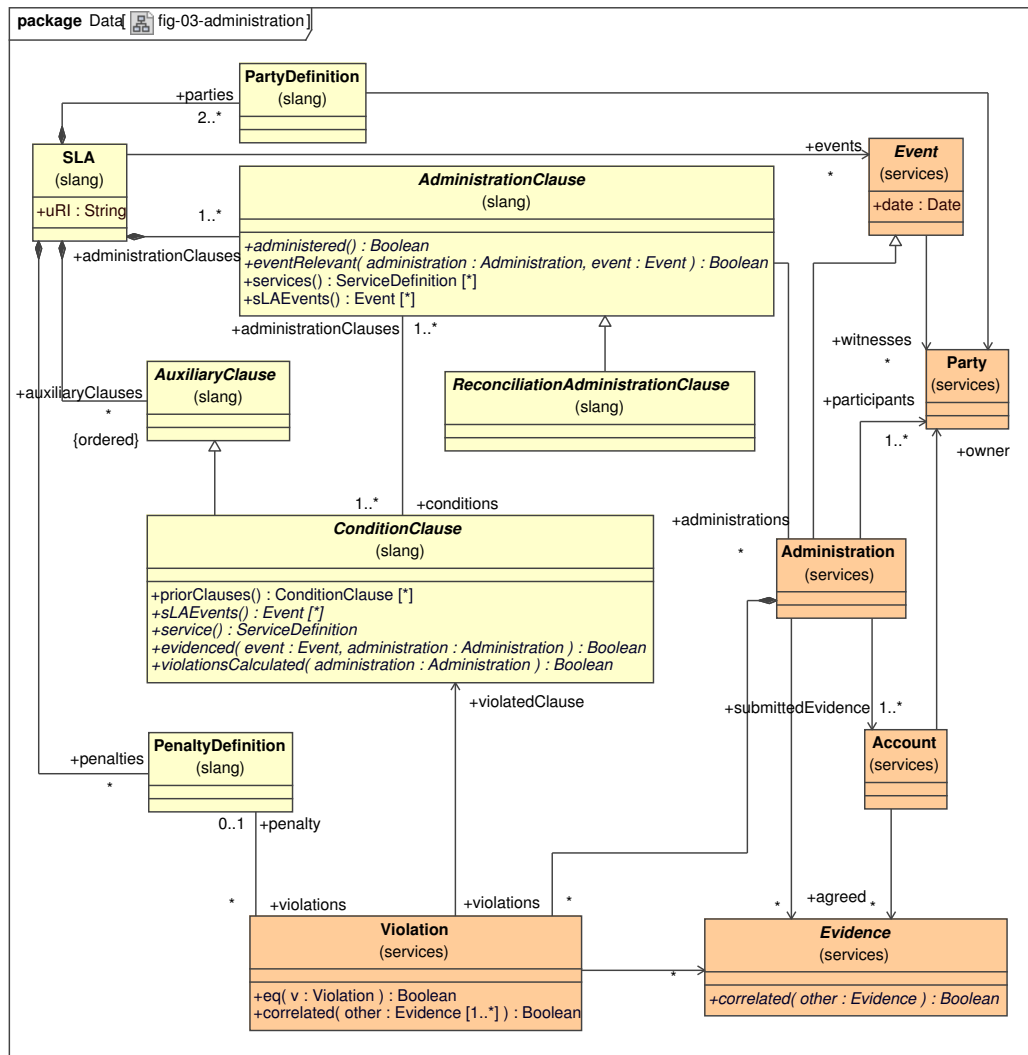 package Data[ fig-03-administration]
PartyDefinition
(slang)
+parties
2..*
SLA
(slang)
+uRI : String
+events
*
Event
(services)
+date : Date
AdministrationClause
(slang)
+administered() : Boolean
+eventRelevant( administration : Administration, event : Event ) : Boolean
+services() : ServiceDefinition [*]
+sLAEvents() : Event [*]
1..*
+administrationClauses
+administrationClauses
1..*
+witnesses
*
Party
(services)
AuxiliaryClause
(slang)
+auxiliaryClauses
*
{ordered}
ReconciliationAdministrationClause
(slang)
+participants
1..*
+owner
1..*
+conditions
ConditionClause
(slang)
+priorClauses() : ConditionClause [*]
+sLAEvents() : Event [*]
+service() : ServiceDefinition
+evidenced( event : Event, administration : Administration ) : Boolean
+violationsCalculated( administration : Administration ) : Boolean
+administrations
*
Administration
(services)
+violatedClause
+submittedEvidence
1..*
PenaltyDefinition
(slang)
+penalties
*
Account
(services)
0..1
+penalty
*
+violations
+violations
*
*
+agreed
*
Violation
(services)
+eq( v : Violation ) : Boolean
+correlated( other : Evidence [1..*] ) : Boolean
*
Evidence
(services)
+correlated( other : Evidence ) : Boolean